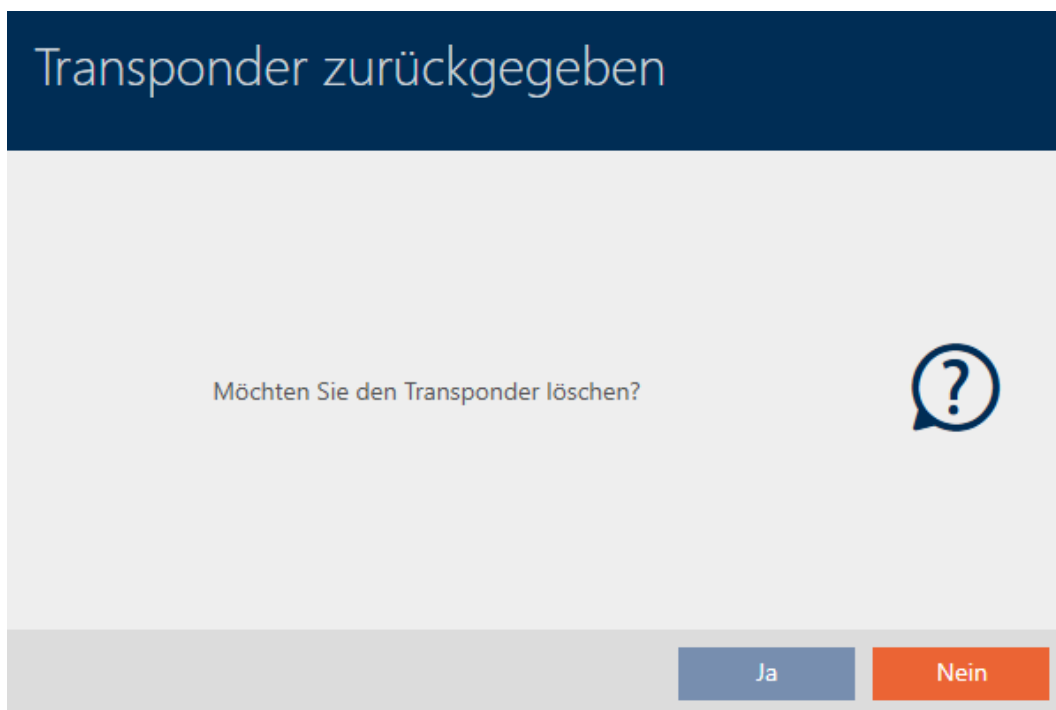 Transponder zurückgegeben
Möchten Sie den Transponder löschen?
?
Ja
Nein